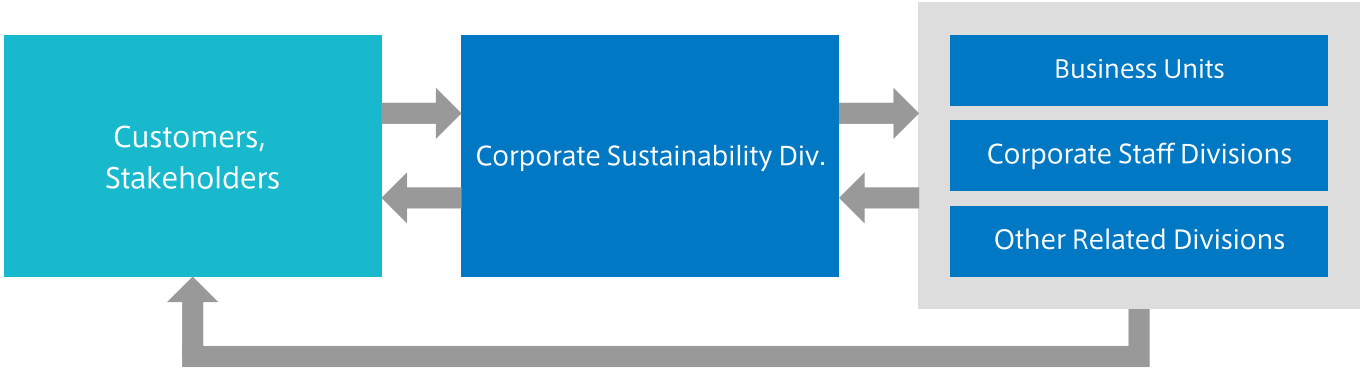 Customers,
Stakeholders
Corporate Sustainability Div.
Business Units
Corporate Staff Divisions
Other Related Divisions